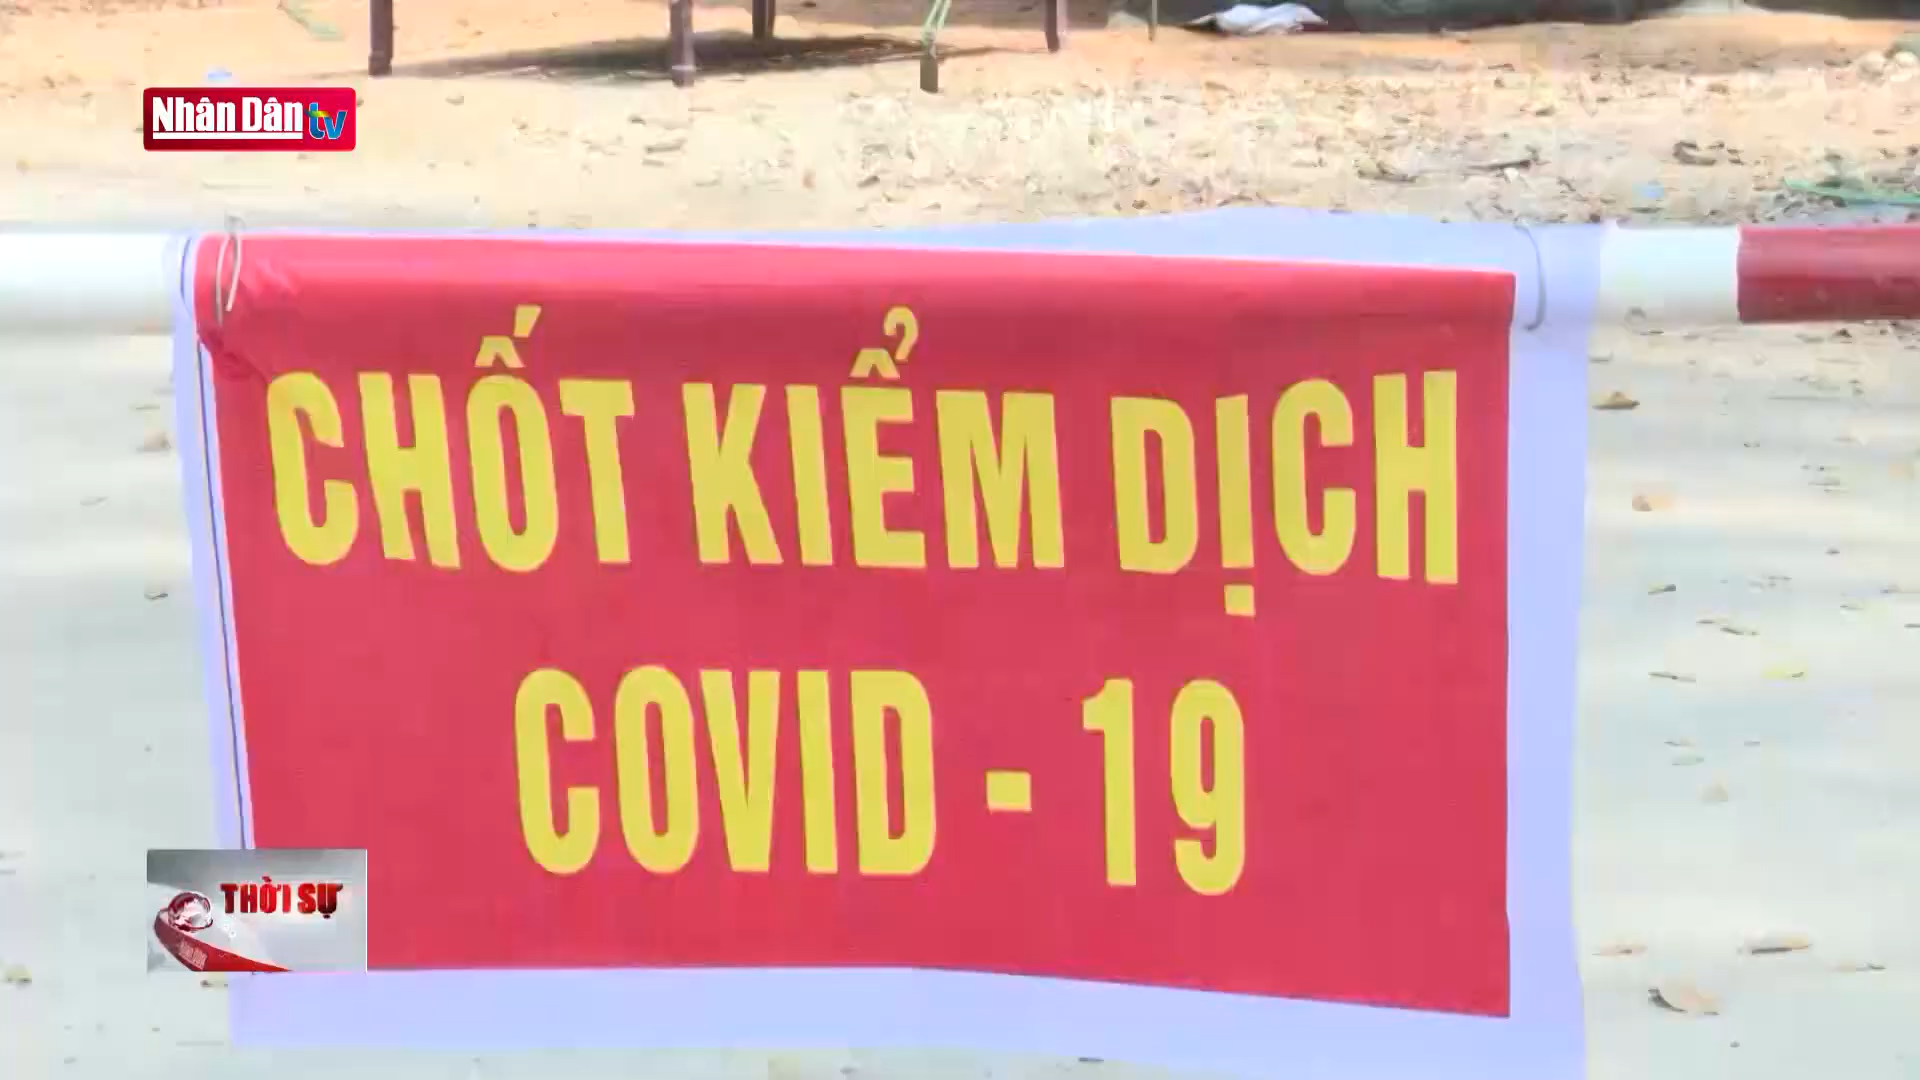 Nhân Dân tv
CHỐT KIỂM DỊCH
COVID - 19
THỜI SỰ